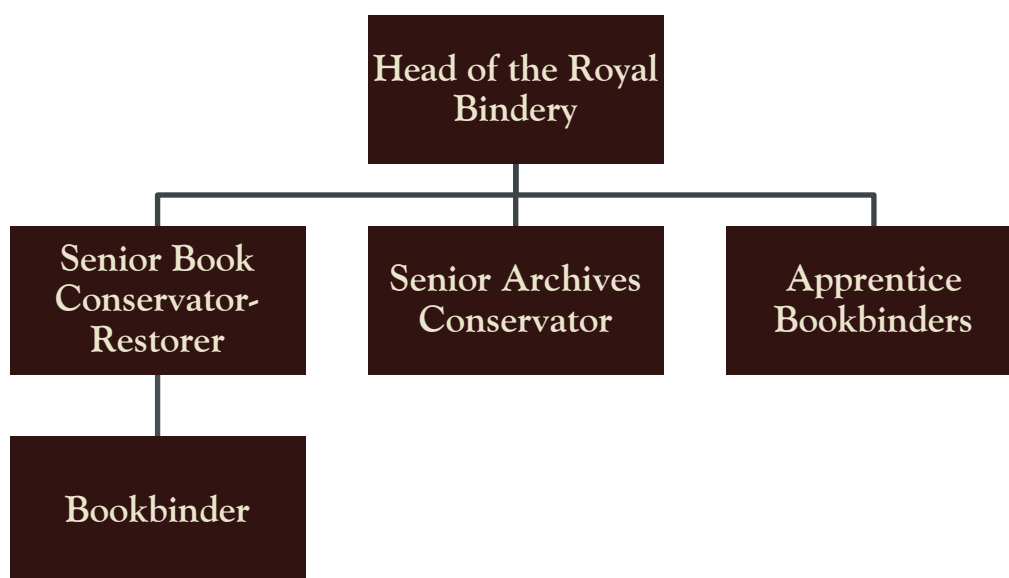 Head of the Royal
Bindery
Senior Book
Conservator-
Restorer
Senior Archives
Conservator
Apprentice
Bookbinders
Bookbinder